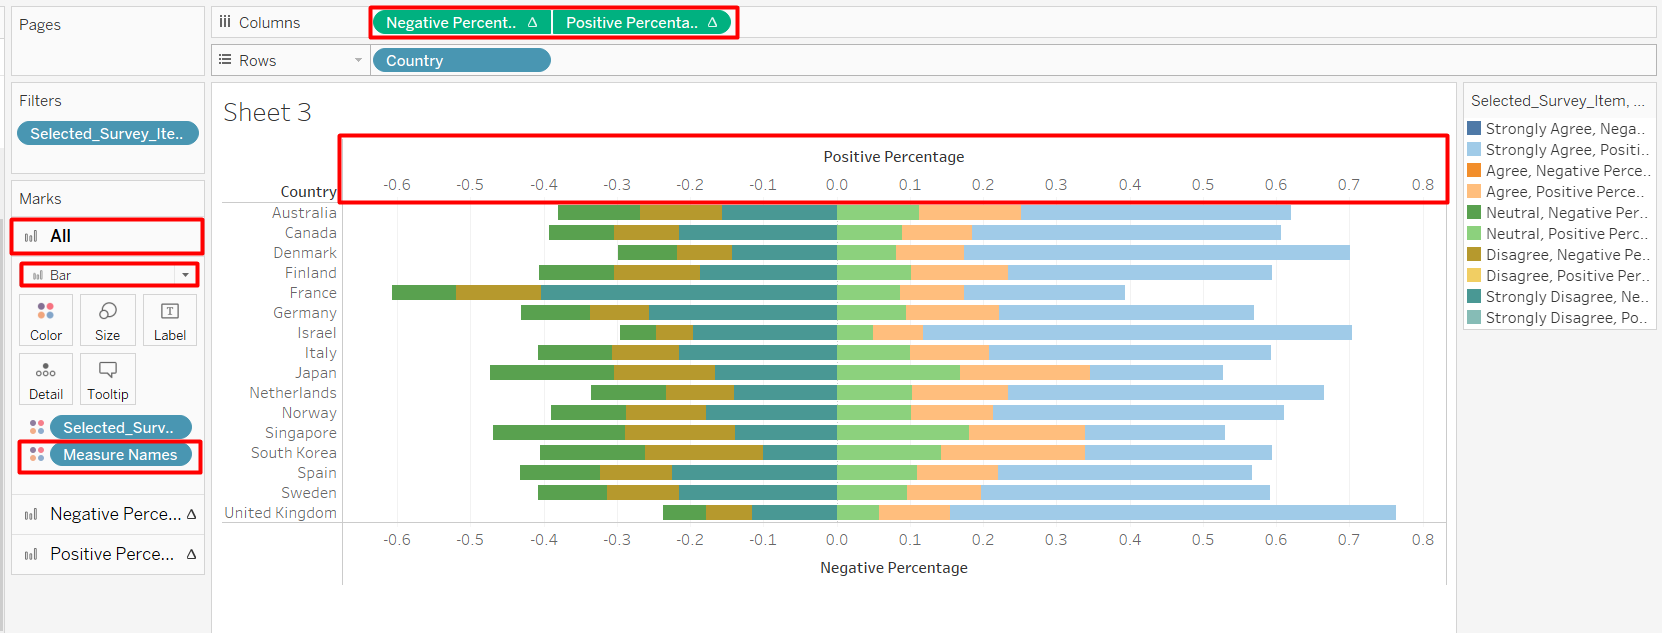 Pages
Columns
Negative Percent.. Δ
Positive Percenta.. Δ
Rows
Country
Filters
Selected_Survey_Ite..
Marks
All
Bar
Color
Size
Label
Detail
Tooltip
Selected_Surv..
Measure Names
Negative Perce... Δ
Positive Perce... Δ
Sheet 3
Positive Percentage
Country
-0.6 -0.5 -0.4 -0.3 -0.2 -0.1 0.0 0.1 0.2 0.3 0.4 0.5 0.6 0.7 0.8
Australia
Canada
Denmark
Finland
France
Germany
Israel
Italy
Japan
Netherlands
Norway
Singapore
South Korea
Spain
Sweden
United Kingdom
-0.6 -0.5 -0.4 -0.3 -0.2 -0.1 0.0 0.1 0.2 0.3 0.4 0.5 0.6 0.7 0.8
Negative Percentage
Selected_Survey_Item, ...
Strongly Agree, Nega..
Strongly Agree, Positi..
Agree, Negative Perce..
Agree, Positive Perce..
Neutral, Negative Per..
Neutral, Positive Perc..
Disagree, Negative Pe..
Disagree, Positive Per..
Strongly Disagree, Ne..
Strongly Disagree, Po..